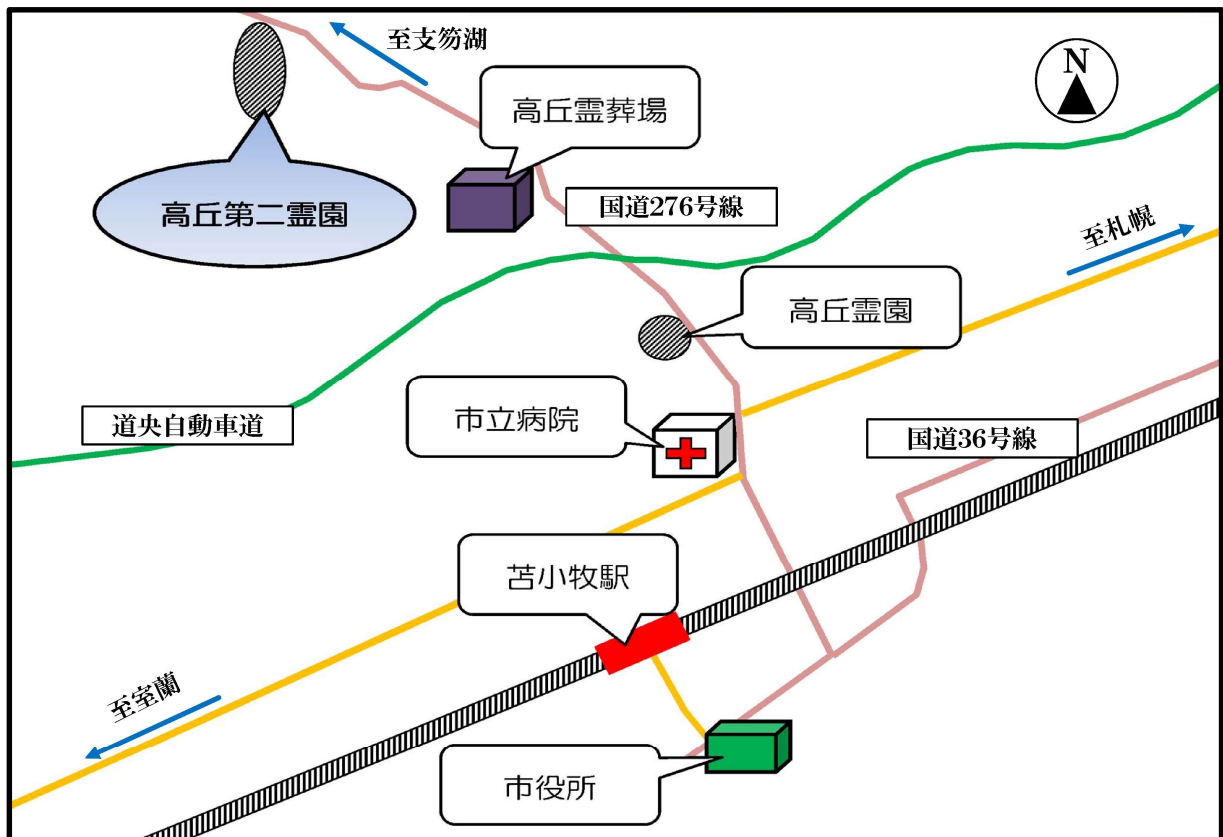 至支笏湖
N
高丘霊葬場
高丘第二霊園
国道276号線
至札幌
高丘霊園
道央自動車道
市立病院
国道36号線
苫小牧駅
至室蘭
市役所